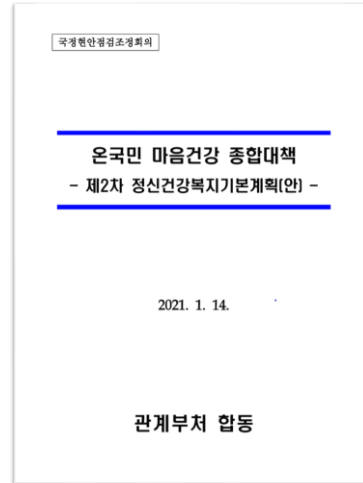 국정현안점검조정회의
온국민 마음건강 종합대책
- 제2차 정신건강복지기본계획(안) -
2021. 1. 14.
관계부처 합동